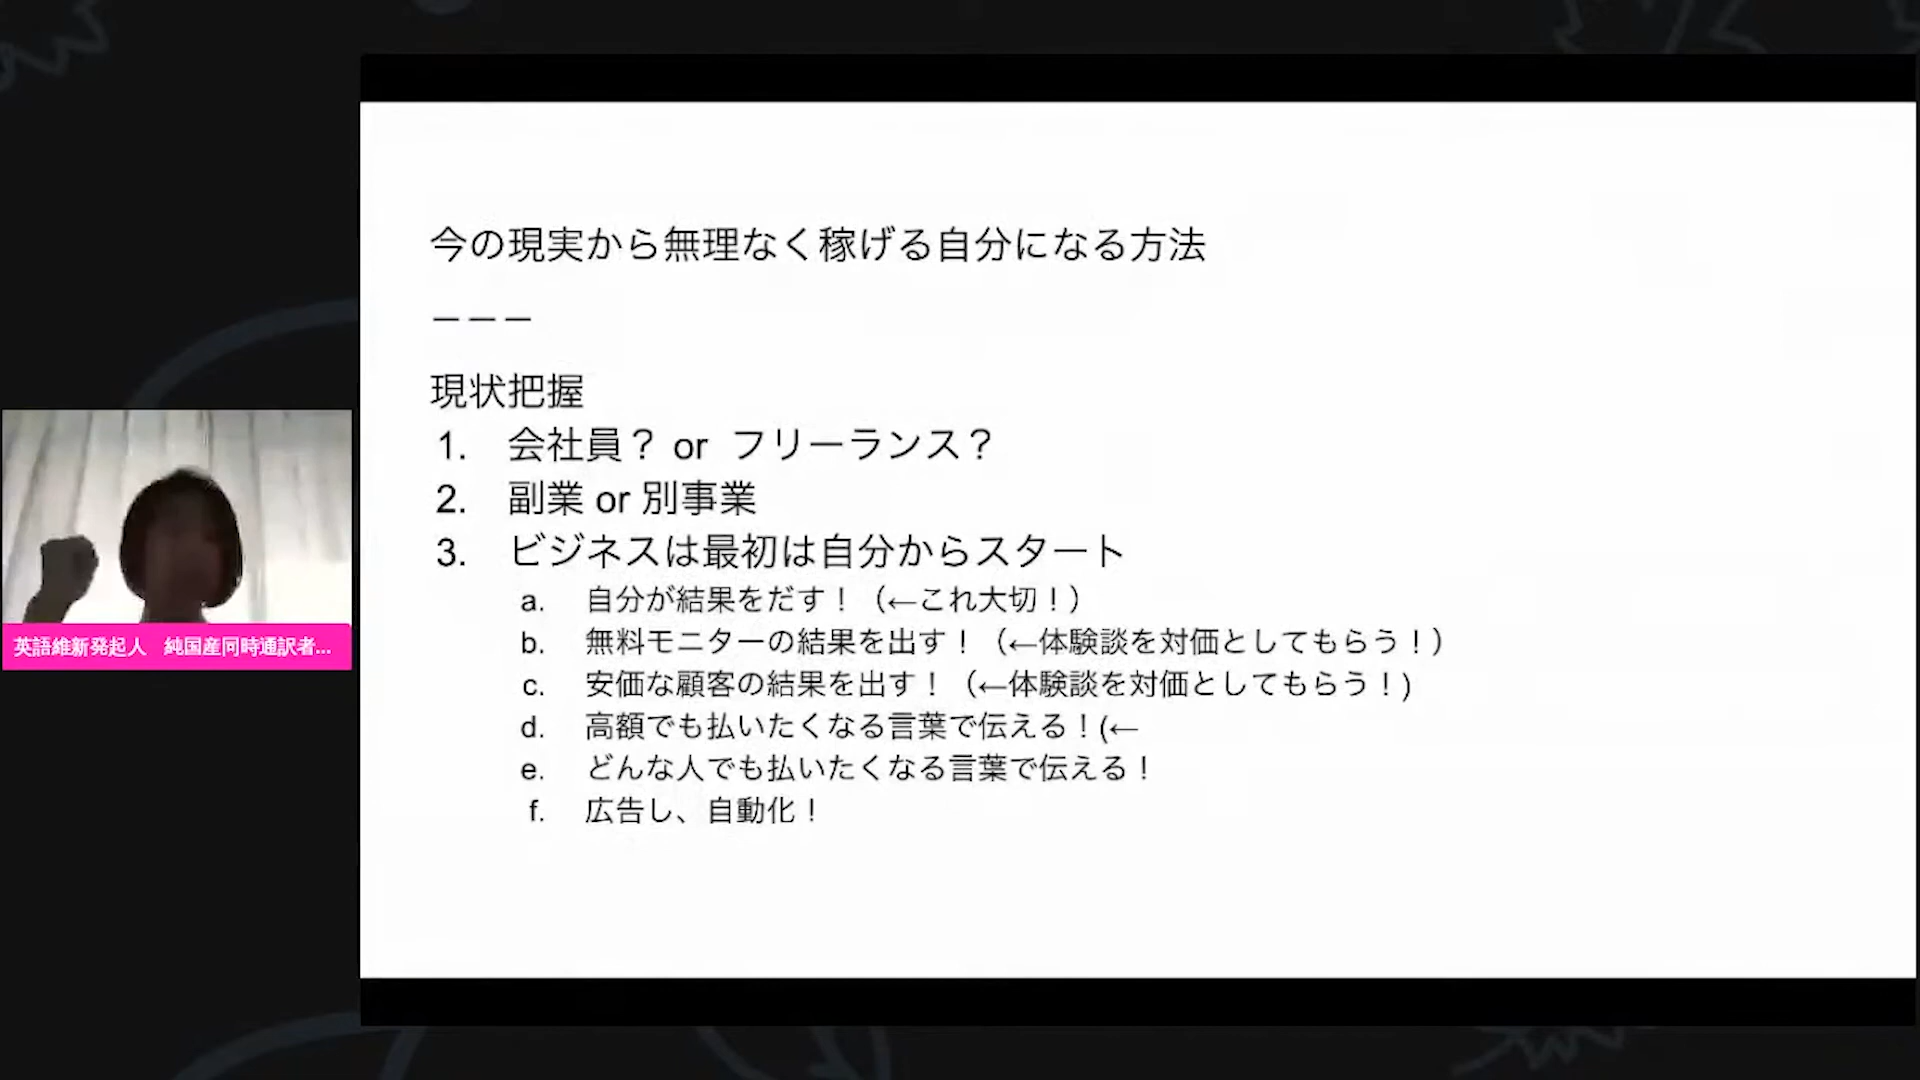 今の現実から無理なく稼げる自分になる方法
ーーー
現状把握
1. 会社員？ or フリーランス？
2. 副業 or 別事業
3. ビジネスは最初は自分からスタート
a. 自分が結果をだす！（←これ大切！）
b. 無料モニターの結果を出す！（←体験談を対価としてもらう！）
c. 安価な顧客の結果を出す！（←体験談を対価としてもらう！)
d. 高額でも払いたくなる言葉で伝える！(←
e. どんな人でも払いたくなる言葉で伝える！
f. 広告し、自動化！
英語維新発起人　純国産同時通訳者...